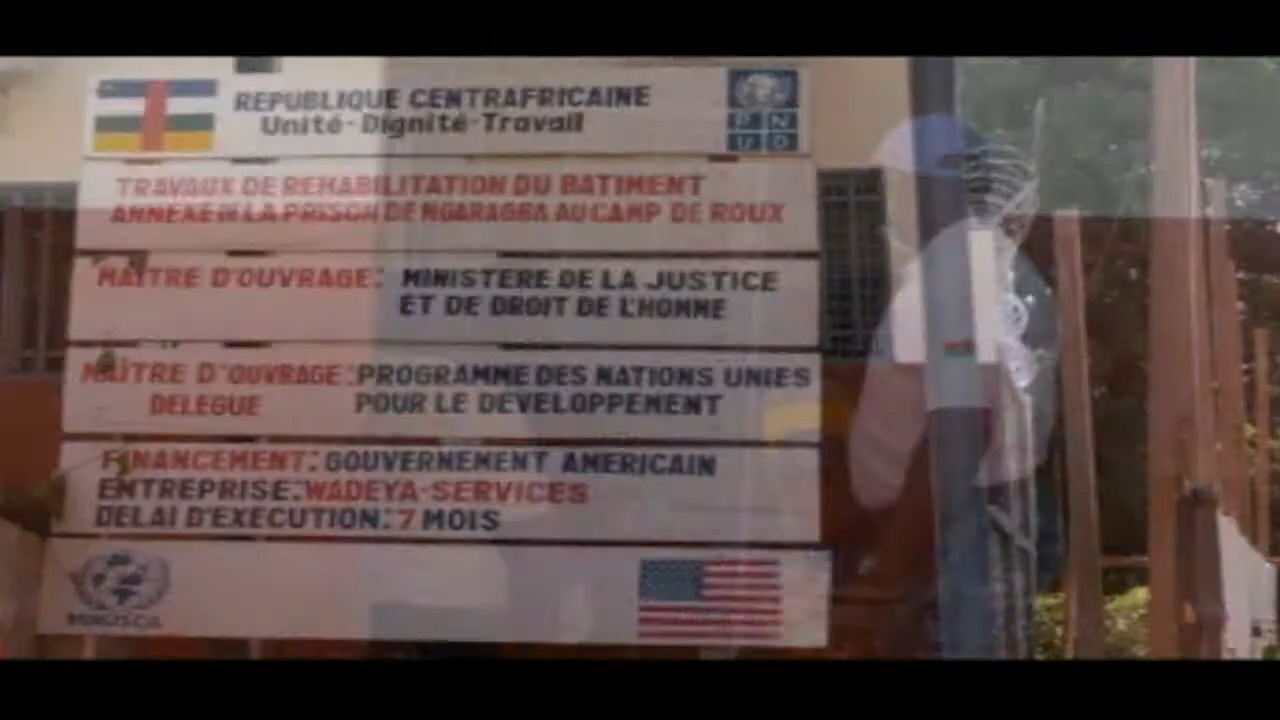 REPUBLIQUE CENTRAFRICAINE
Unité-Dignité-Travail
P N
U D
TRAVAUX DE REHABILITATION DU BATIMENT
ANNEXE DE LA PRISON DE NGARAGBA AU CAMP DE ROUX
MAITRE D'OUVRAGE: MINISTERE DE LA JUSTICE
ET DE DROIT DE L'HOMME
MAITRE D'OUVRAGE: PROGRAMME DES NATIONS UNIES
DELEGUE POUR LE DEVELOPPEMENT
FINANCEMENT: GOUVERNEMENT AMERICAIN
ENTREPRISE: WADEYA-SERVICES
DELAI D'EXECUTION: 7 MOIS
MINUSCA